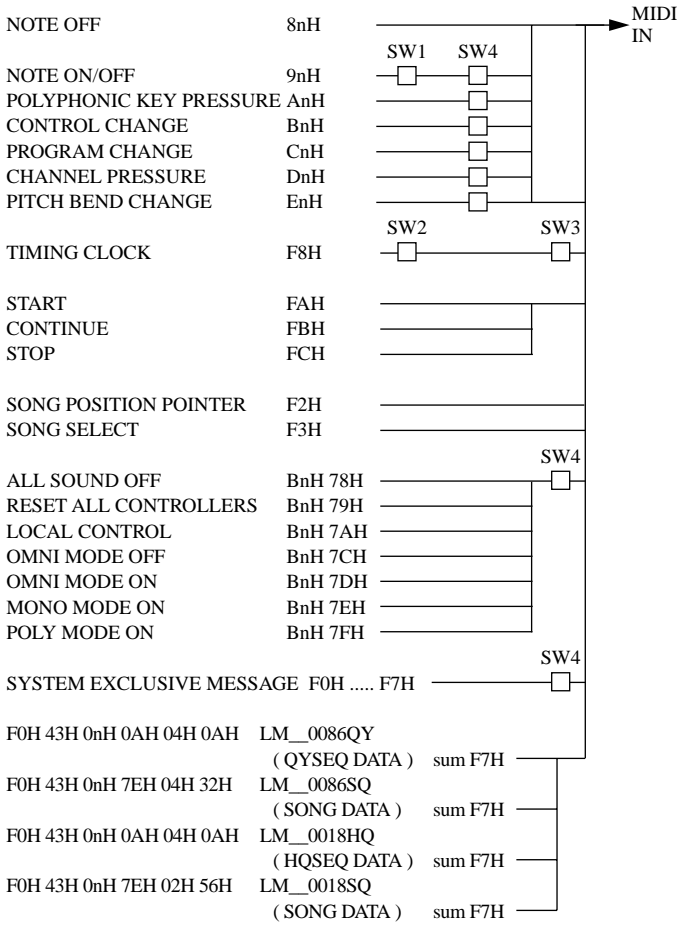 MIDI
IN
NOTE OFF 8nH
SW1 SW4
NOTE ON/OFF 9nH
POLYPHONIC KEY PRESSURE AnH
CONTROL CHANGE BnH
PROGRAM CHANGE CnH
CHANNEL PRESSURE DnH
PITCH BEND CHANGE EnH
SW2 SW3
TIMING CLOCK F8H
START FAH
CONTINUE FBH
STOP FCH
SONG POSITION POINTER F2H
SONG SELECT F3H
SW4
ALL SOUND OFF BnH 78H
RESET ALL CONTROLLERS BnH 79H
LOCAL CONTROL BnH 7AH
OMNI MODE OFF BnH 7CH
OMNI MODE ON BnH 7DH
MONO MODE ON BnH 7EH
POLY MODE ON BnH 7FH
SW4
SYSTEM EXCLUSIVE MESSAGE F0H ..... F7H
F0H 43H 0nH 0AH 04H 0AH LM__0086QY
( QYSEQ DATA ) sum F7H
F0H 43H 0nH 7EH 04H 32H LM__0086SQ
( SONG DATA ) sum F7H
F0H 43H 0nH 0AH 04H 0AH LM__0018HQ
( HQSEQ DATA ) sum F7H
F0H 43H 0nH 7EH 02H 56H LM__0018SQ
( SONG DATA ) sum F7H